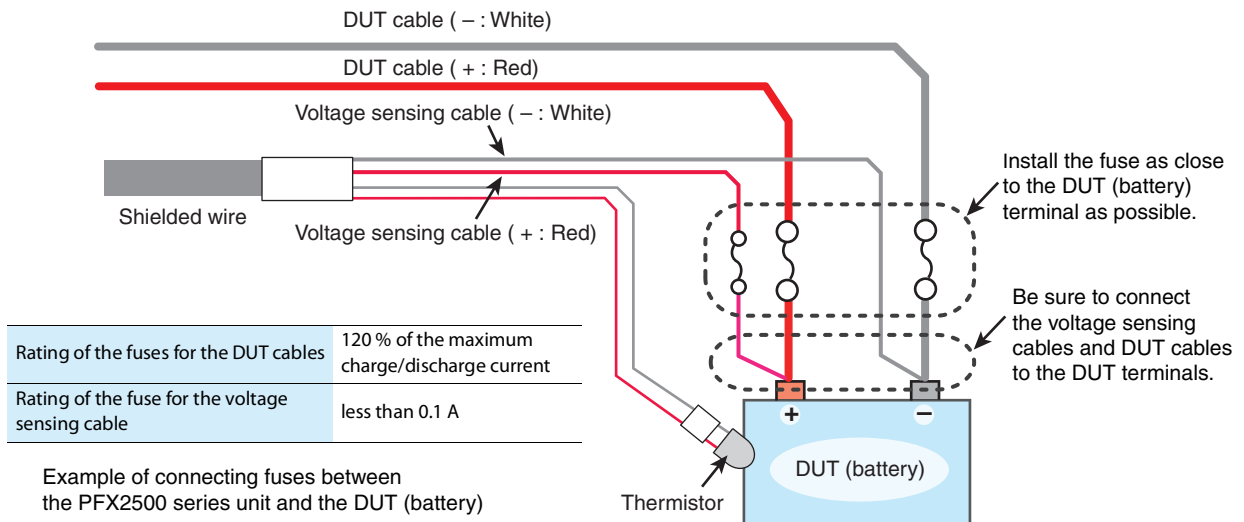 DUT cable ( – : White)
DUT cable ( + : Red)
Voltage sensing cable ( – : White)
Shielded wire
Voltage sensing cable ( + : Red)
Install the fuse as close
to the DUT (battery)
terminal as possible.
Be sure to connect
the voltage sensing
cables and DUT cables
to the DUT terminals.
Rating of the fuses for the DUT cables
120 % of the maximum
charge/discharge current
Rating of the fuse for the voltage
sensing cable
less than 0.1 A
+
–
DUT (battery)
Thermistor
Example of connecting fuses between
the PFX2500 series unit and the DUT (battery)